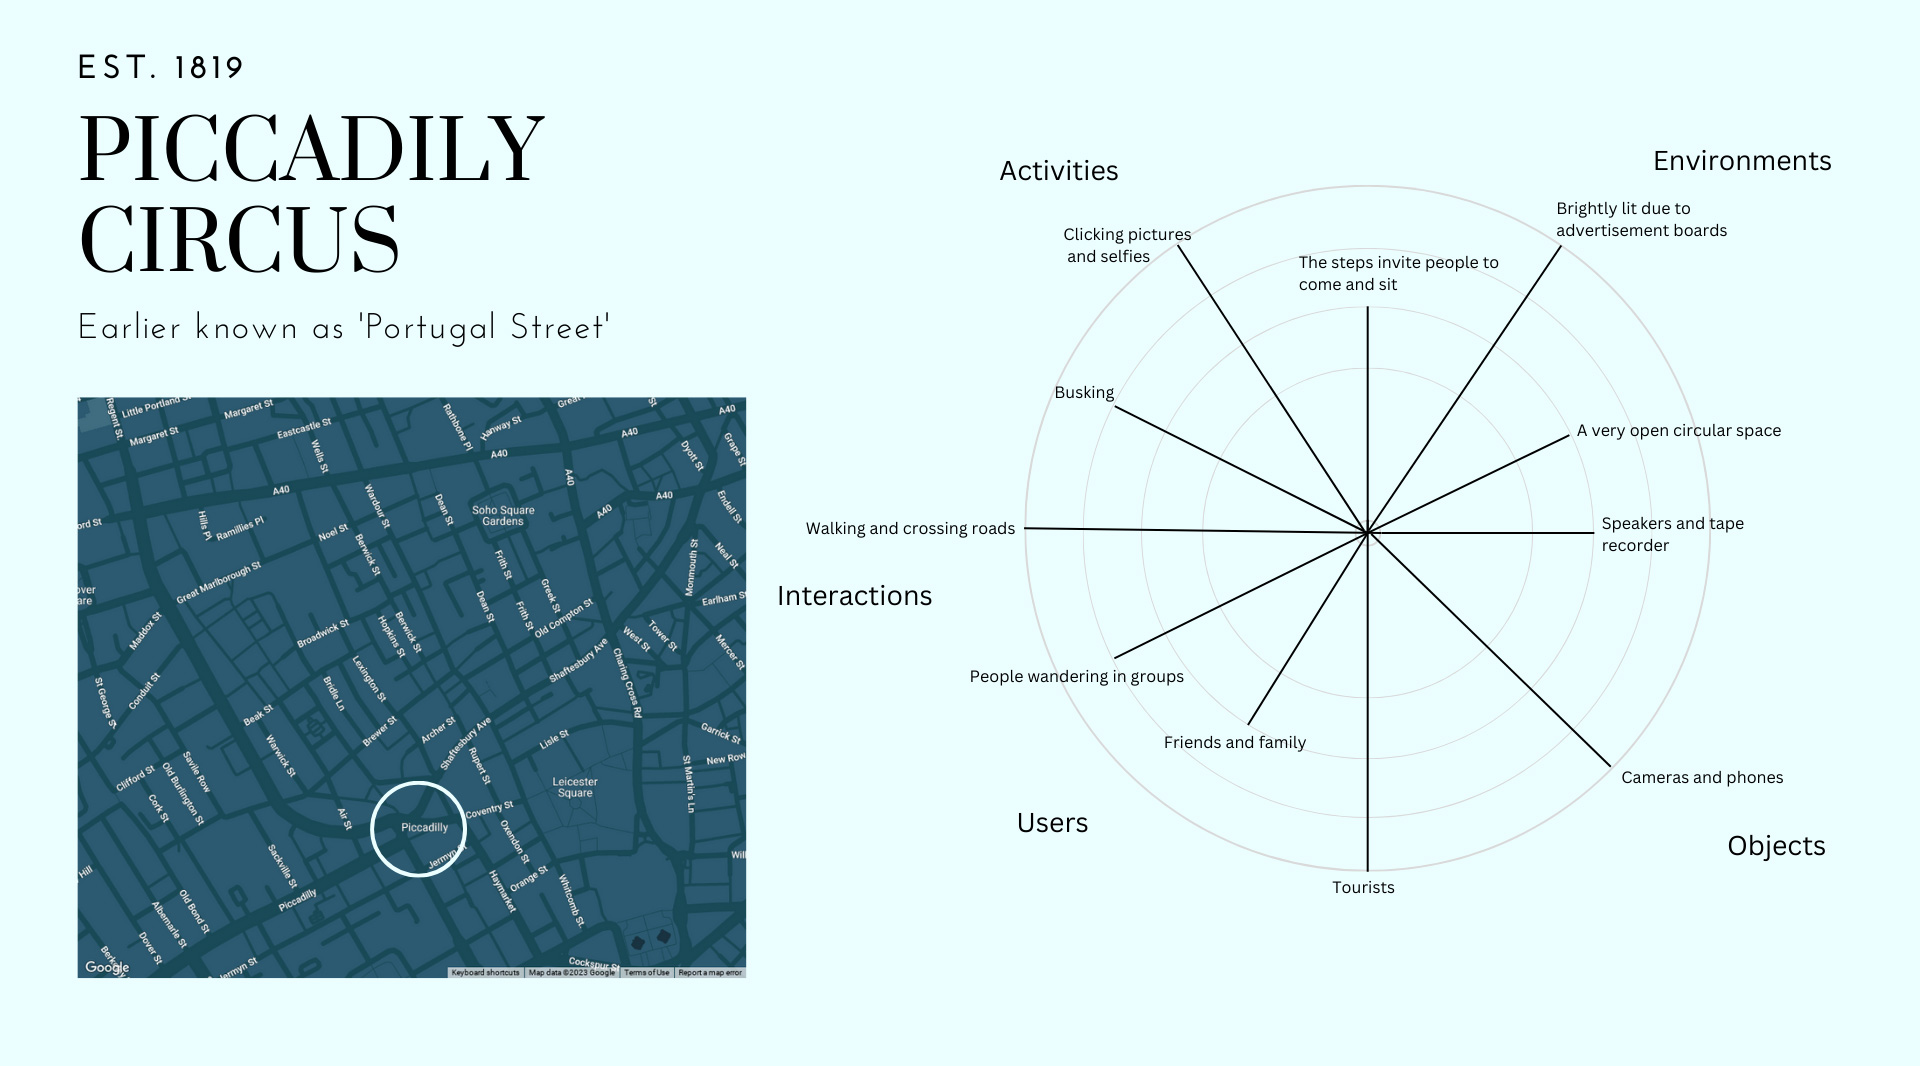 EST. 1819
PICCADILY
CIRCUS
Earlier known as 'Portugal Street'
Little Portland St
Regent St.
Margaret St
Margaret St
Eastcastle St
Wells St
Rathbone Pl
Hanway St
Great
St
A40
A40
A40
A40
A40
A40
A40
Dyott St
Grape St
Endell St
ord St
Hills Pl
Ramillies Pl
Noel St
Wardour St
Berwick St
Dean St
Soho Square
Gardens
Frith St
Monmouth St
Neal St
over
are
Great Marlborough St
Maddox St
Broadwick St
Hopkins St
Berwick St
Dean St
Greek St
Frith St
Old Compton St
Earlham St
West St
Tower St
Mercer St
Shaftesbury Ave
Charing Cross Rd
St George St
Conduit St
Lexington St
Bridle Ln
Beak St
Brewer St
Archer St
Shaftesbury Ave
Rupert St
Lisle St
Garrick St
New Row
Warwick St
Clifford St
Savile Row
Old Burlington St
Cork St
Leicester
Square
St Martin's Ln
Air St
Piccadilly
Coventry St
Oxendon St
Jermyn St
Sackville St
Haymarket
Orange St
Whitcomb St.
Will
Hill
Piccadilly
Old Bond St
Albemarle St
Dover St
Jermyn St
Cockspur St
Google
Keyboard shortcuts
Map data ©2023 Google
Terms of Use
Report a map error
Activities
Environments
Clicking pictures
and selfies
Brightly lit due to
advertisement boards
The steps invite people to
come and sit
Busking
A very open circular space
Walking and crossing roads
Speakers and tape
recorder
Interactions
People wandering in groups
Friends and family
Cameras and phones
Users
Objects
Tourists